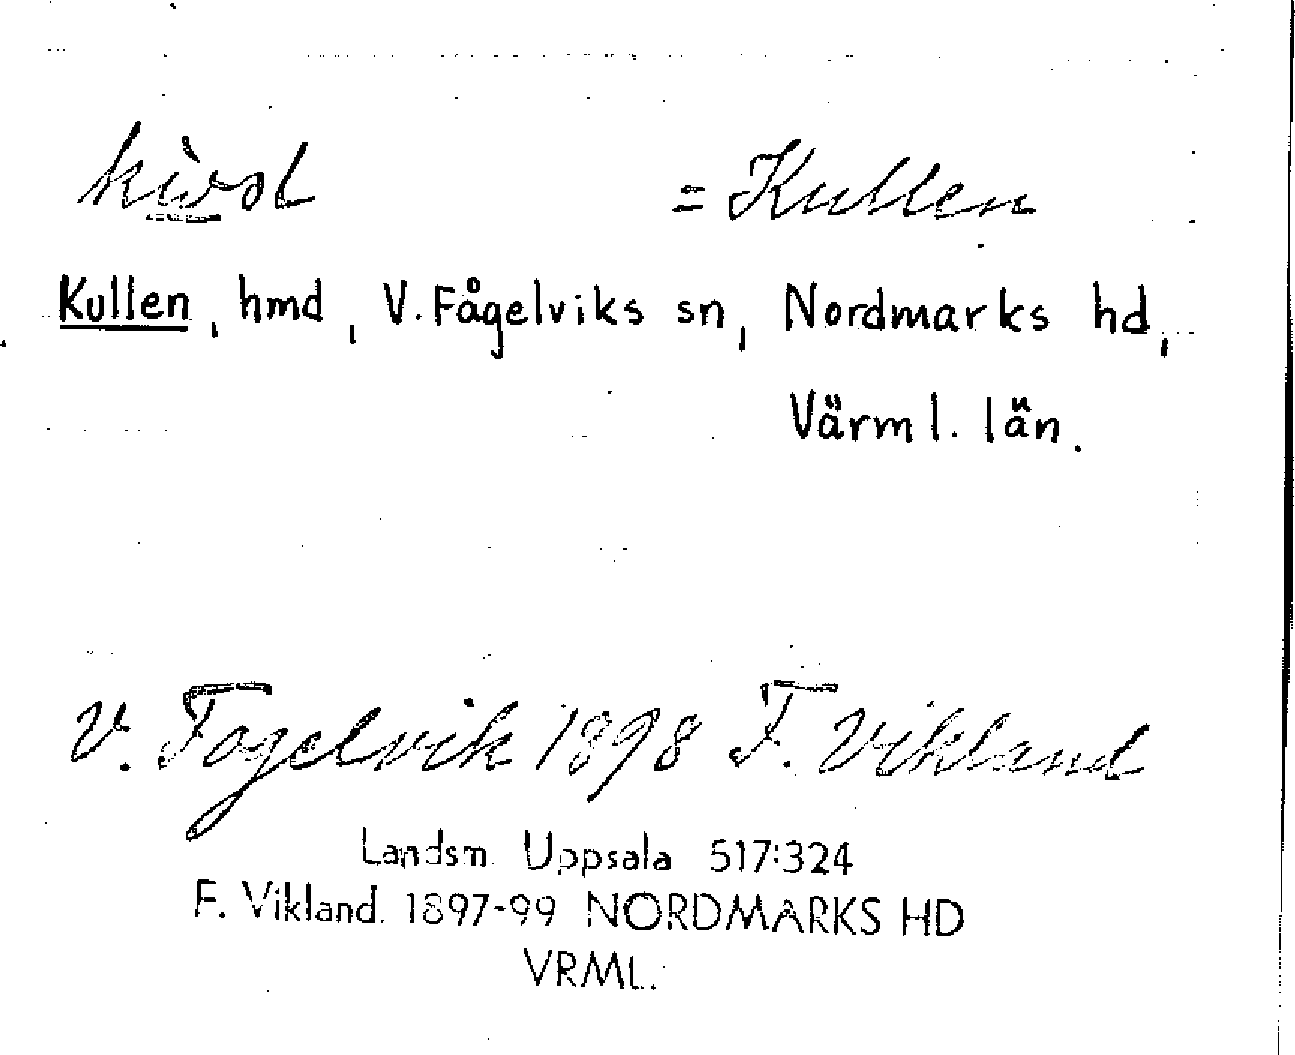 = Kullen
Kullen, hmd, V. Fågelviks sn, Nordmarks hd,
Värml. län.
V. Fogelvik 1898 F. Vikland
Landsm. Uppsala 517:324
F. Vikland. 1897-99 NORDMARKS HD
VRML.